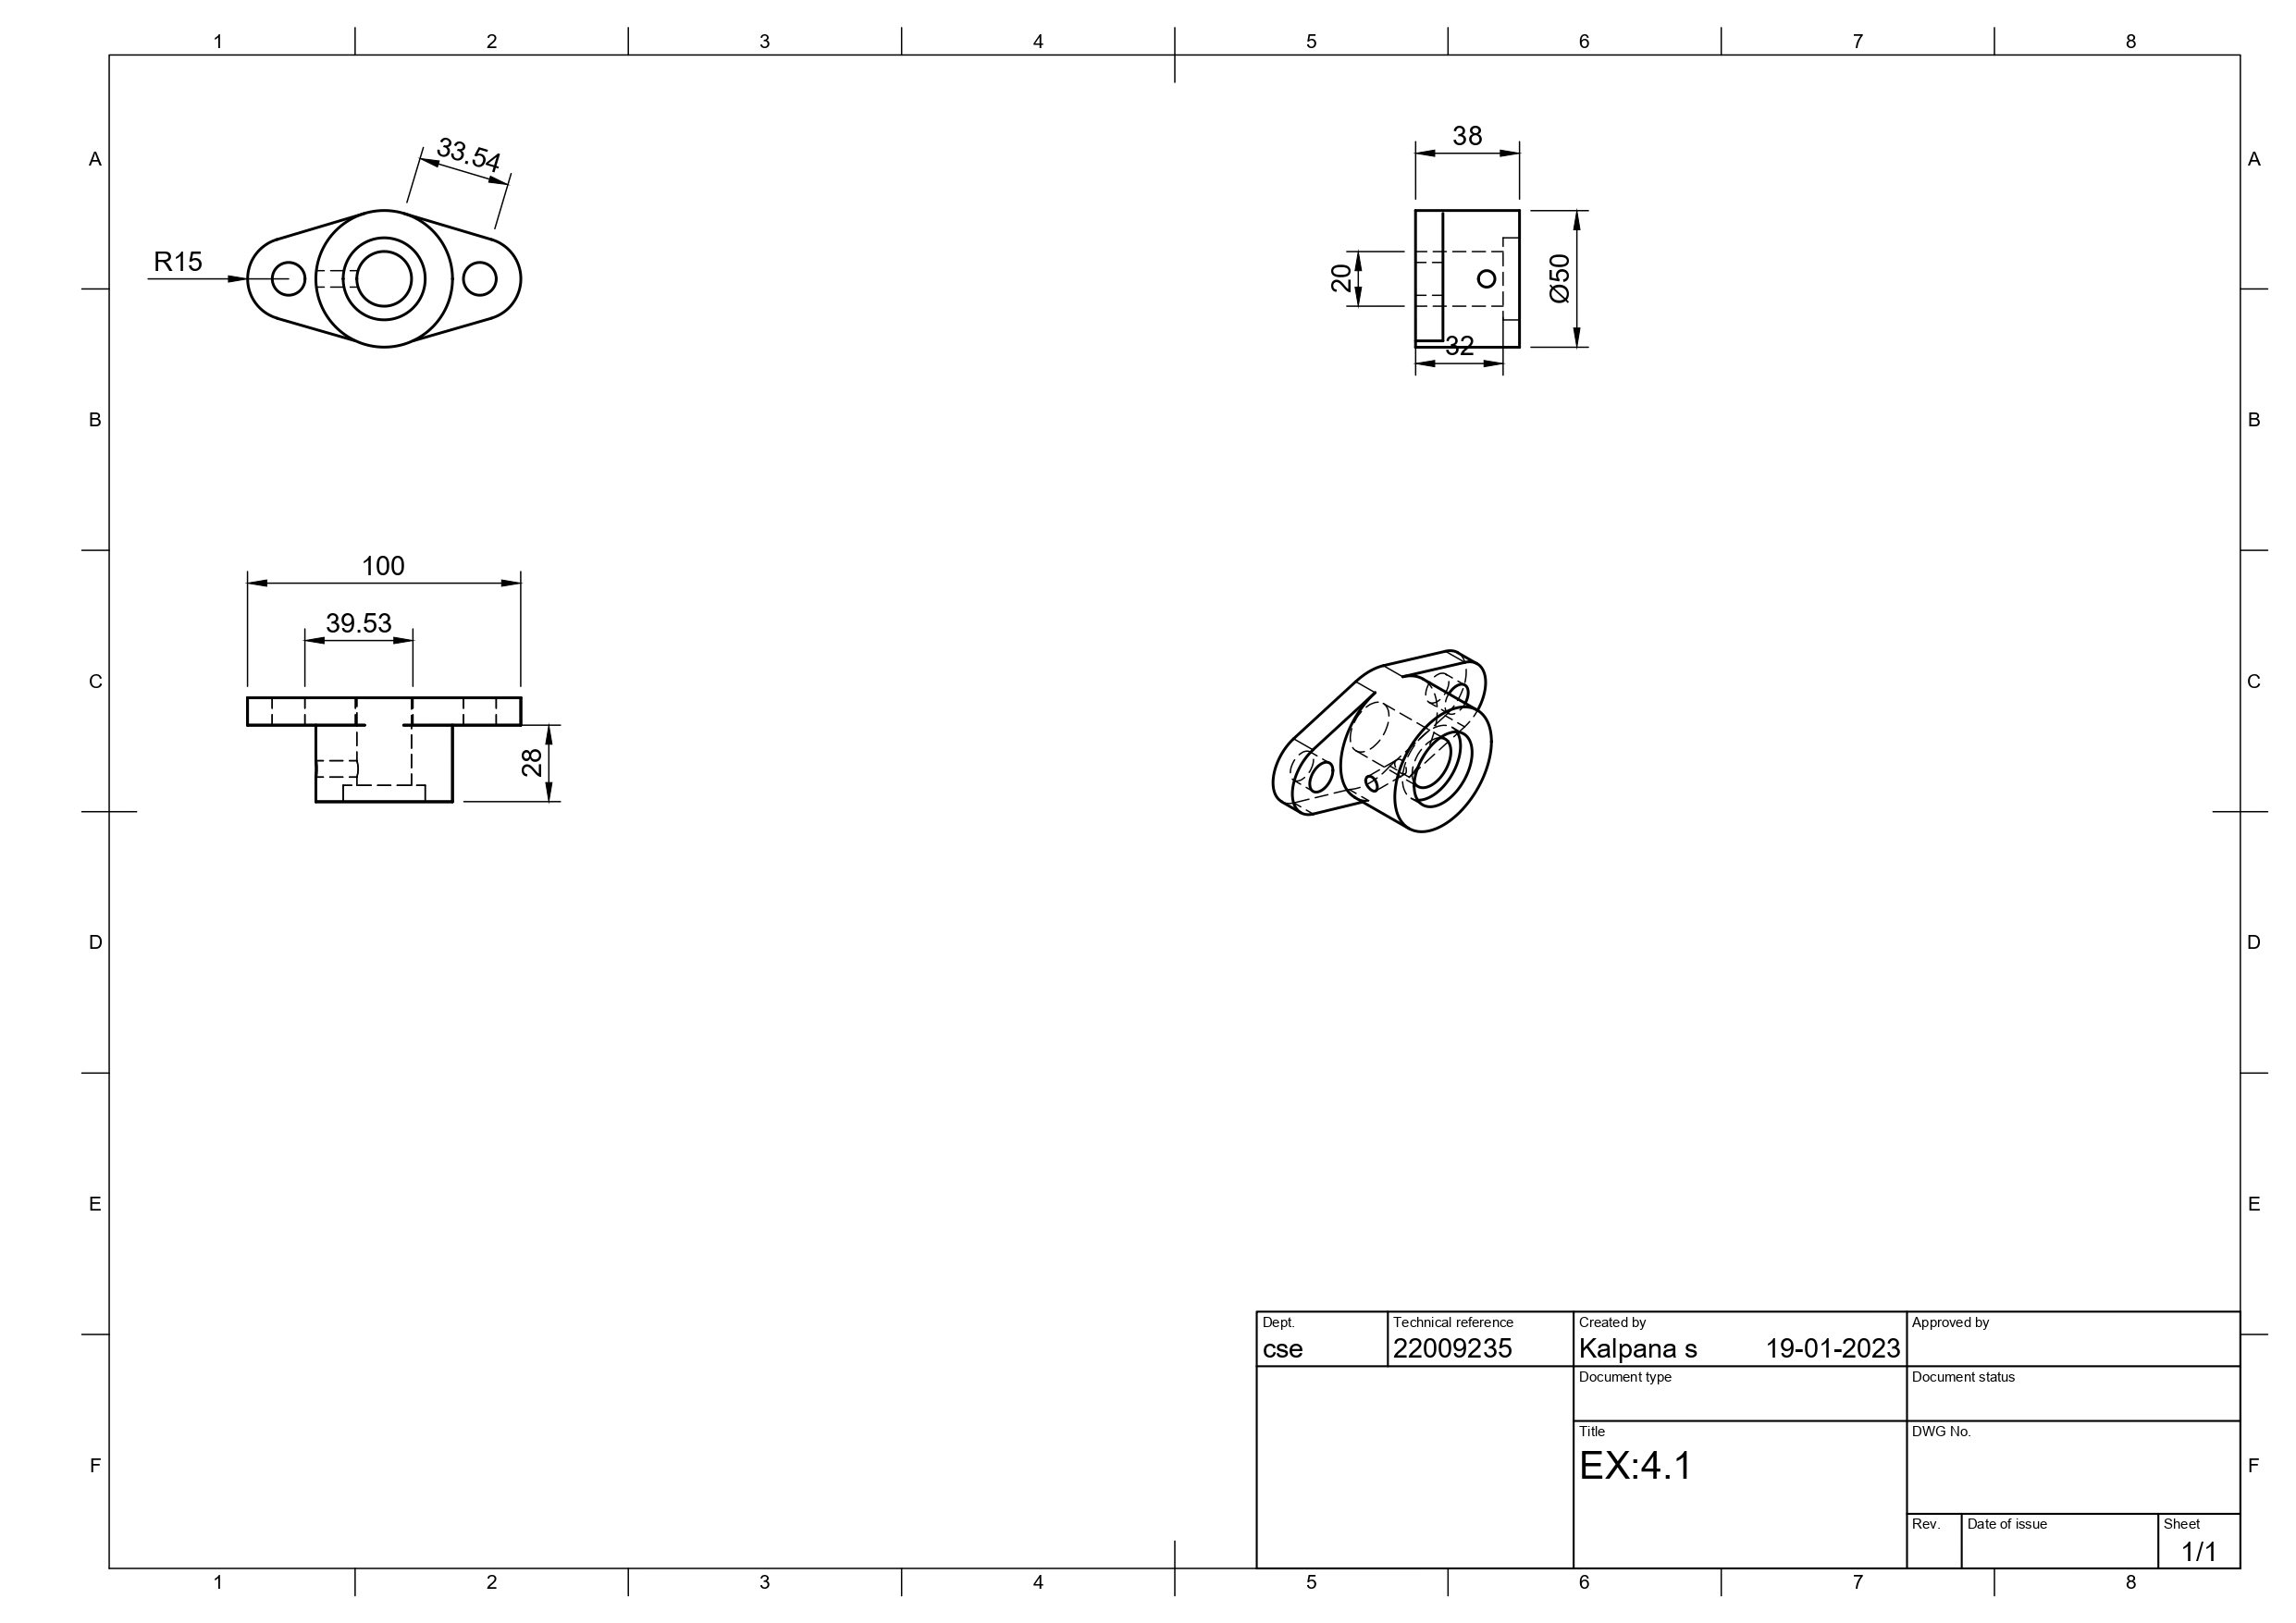 1 2 3 4 5 6 7 8
A A
33.54
38
R15
20
Ø50
32
B B
100
39.53
C C
28
D D
E E
Dept. Technical reference Created by Approved by
cse 22009235 Kalpana s 19-01-2023
Document type Document status
Title DWG No.
EX:4.1
F F
Rev. Date of issue Sheet
1/1
1 2 3 4 5 6 7 8